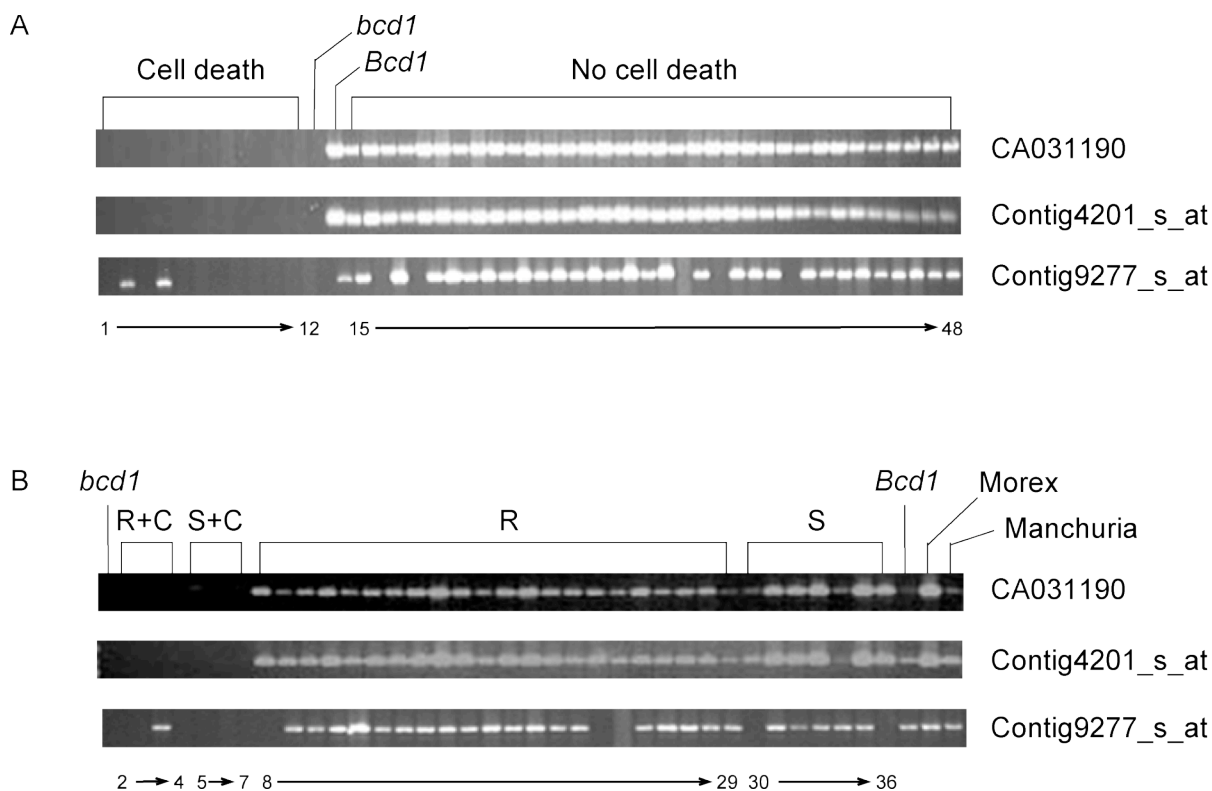 A
bcd1
Bcd1
Cell death
No cell death
CA031190
Contig4201_s_at
Contig9277_s_at
1 12 15 48
B
bcd1
Bcd1
Morex
R+C S+C R S
Manchuria
CA031190
Contig4201_s_at
Contig9277_s_at
2 4 5 7 8 29 30 36